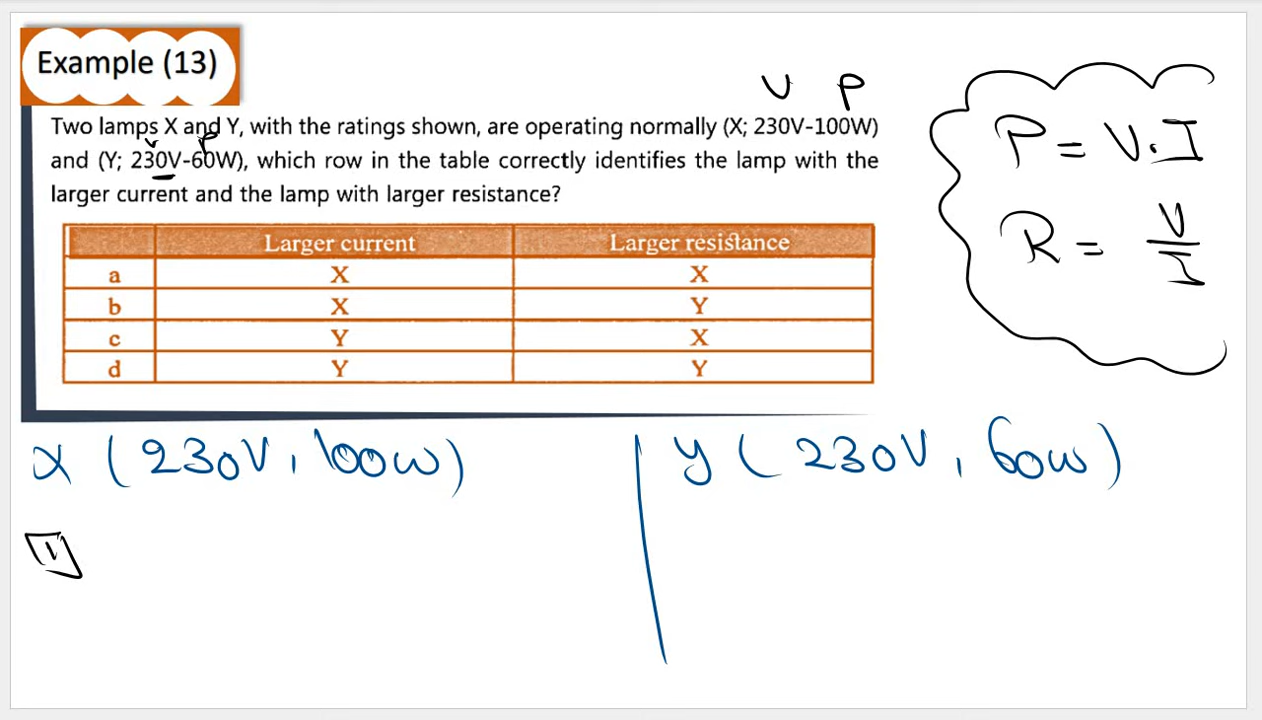 Example (13)
V P
Two lamps X and Y, with the ratings shown, are operating normally (X; 230V-100W)
V P
and (Y; 230V-60W), which row in the table correctly identifies the lamp with the
larger current and the lamp with larger resistance?
Larger current Larger resistance
a X X
b X Y
c Y X
d Y Y
P = V.I
R = V/I
X (230V, 100W)
y (230V, 60W)
1